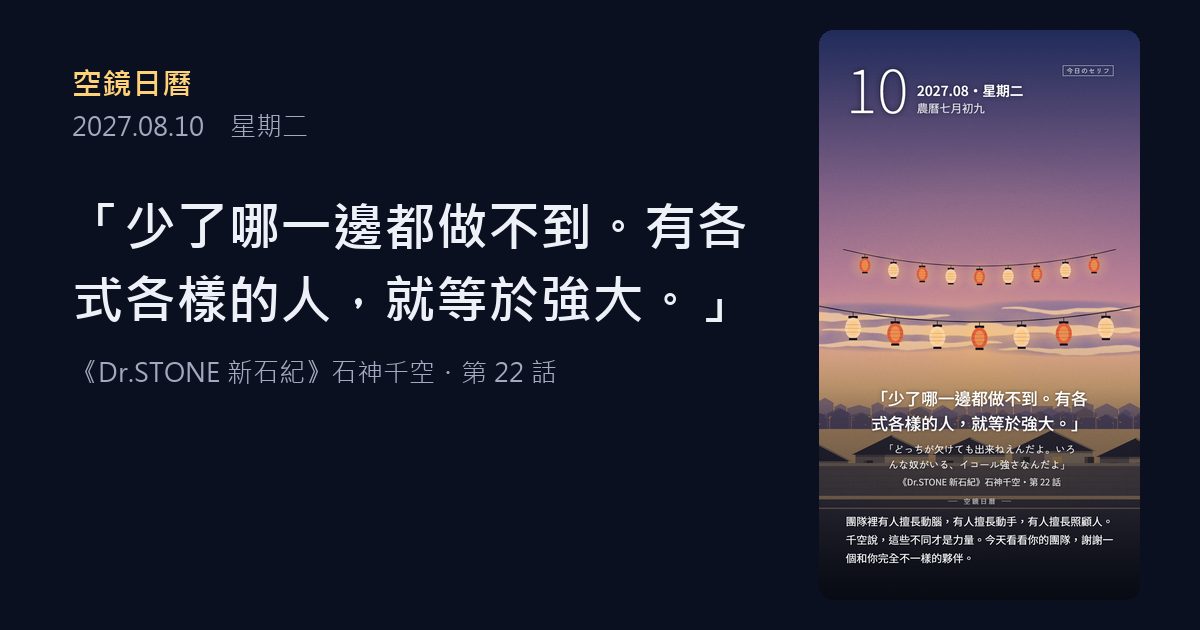 空鏡日曆
2027.08.10 星期二
「少了哪一邊都做不到。有各
式各樣的人，就等於強大。」
《Dr.STONE 新石紀》石神千空・第 22 話
10
2027.08・星期二
農曆七月初九
今日のセリフ
「少了哪一邊都做不到。有各
式各樣的人，就等於強大。」
「どっちが欠けても出来ねえんだよ。いろ
んな奴がいる、イコール強さなんだよ」
《Dr.STONE 新石紀》石神千空・第 22 話
空鏡日曆
團隊裡有人擅長動腦，有人擅長動手，有人擅長照顧人。
千空說，這些不同才是力量。今天看看你的團隊，謝謝一
個和你完全不一樣的夥伴。